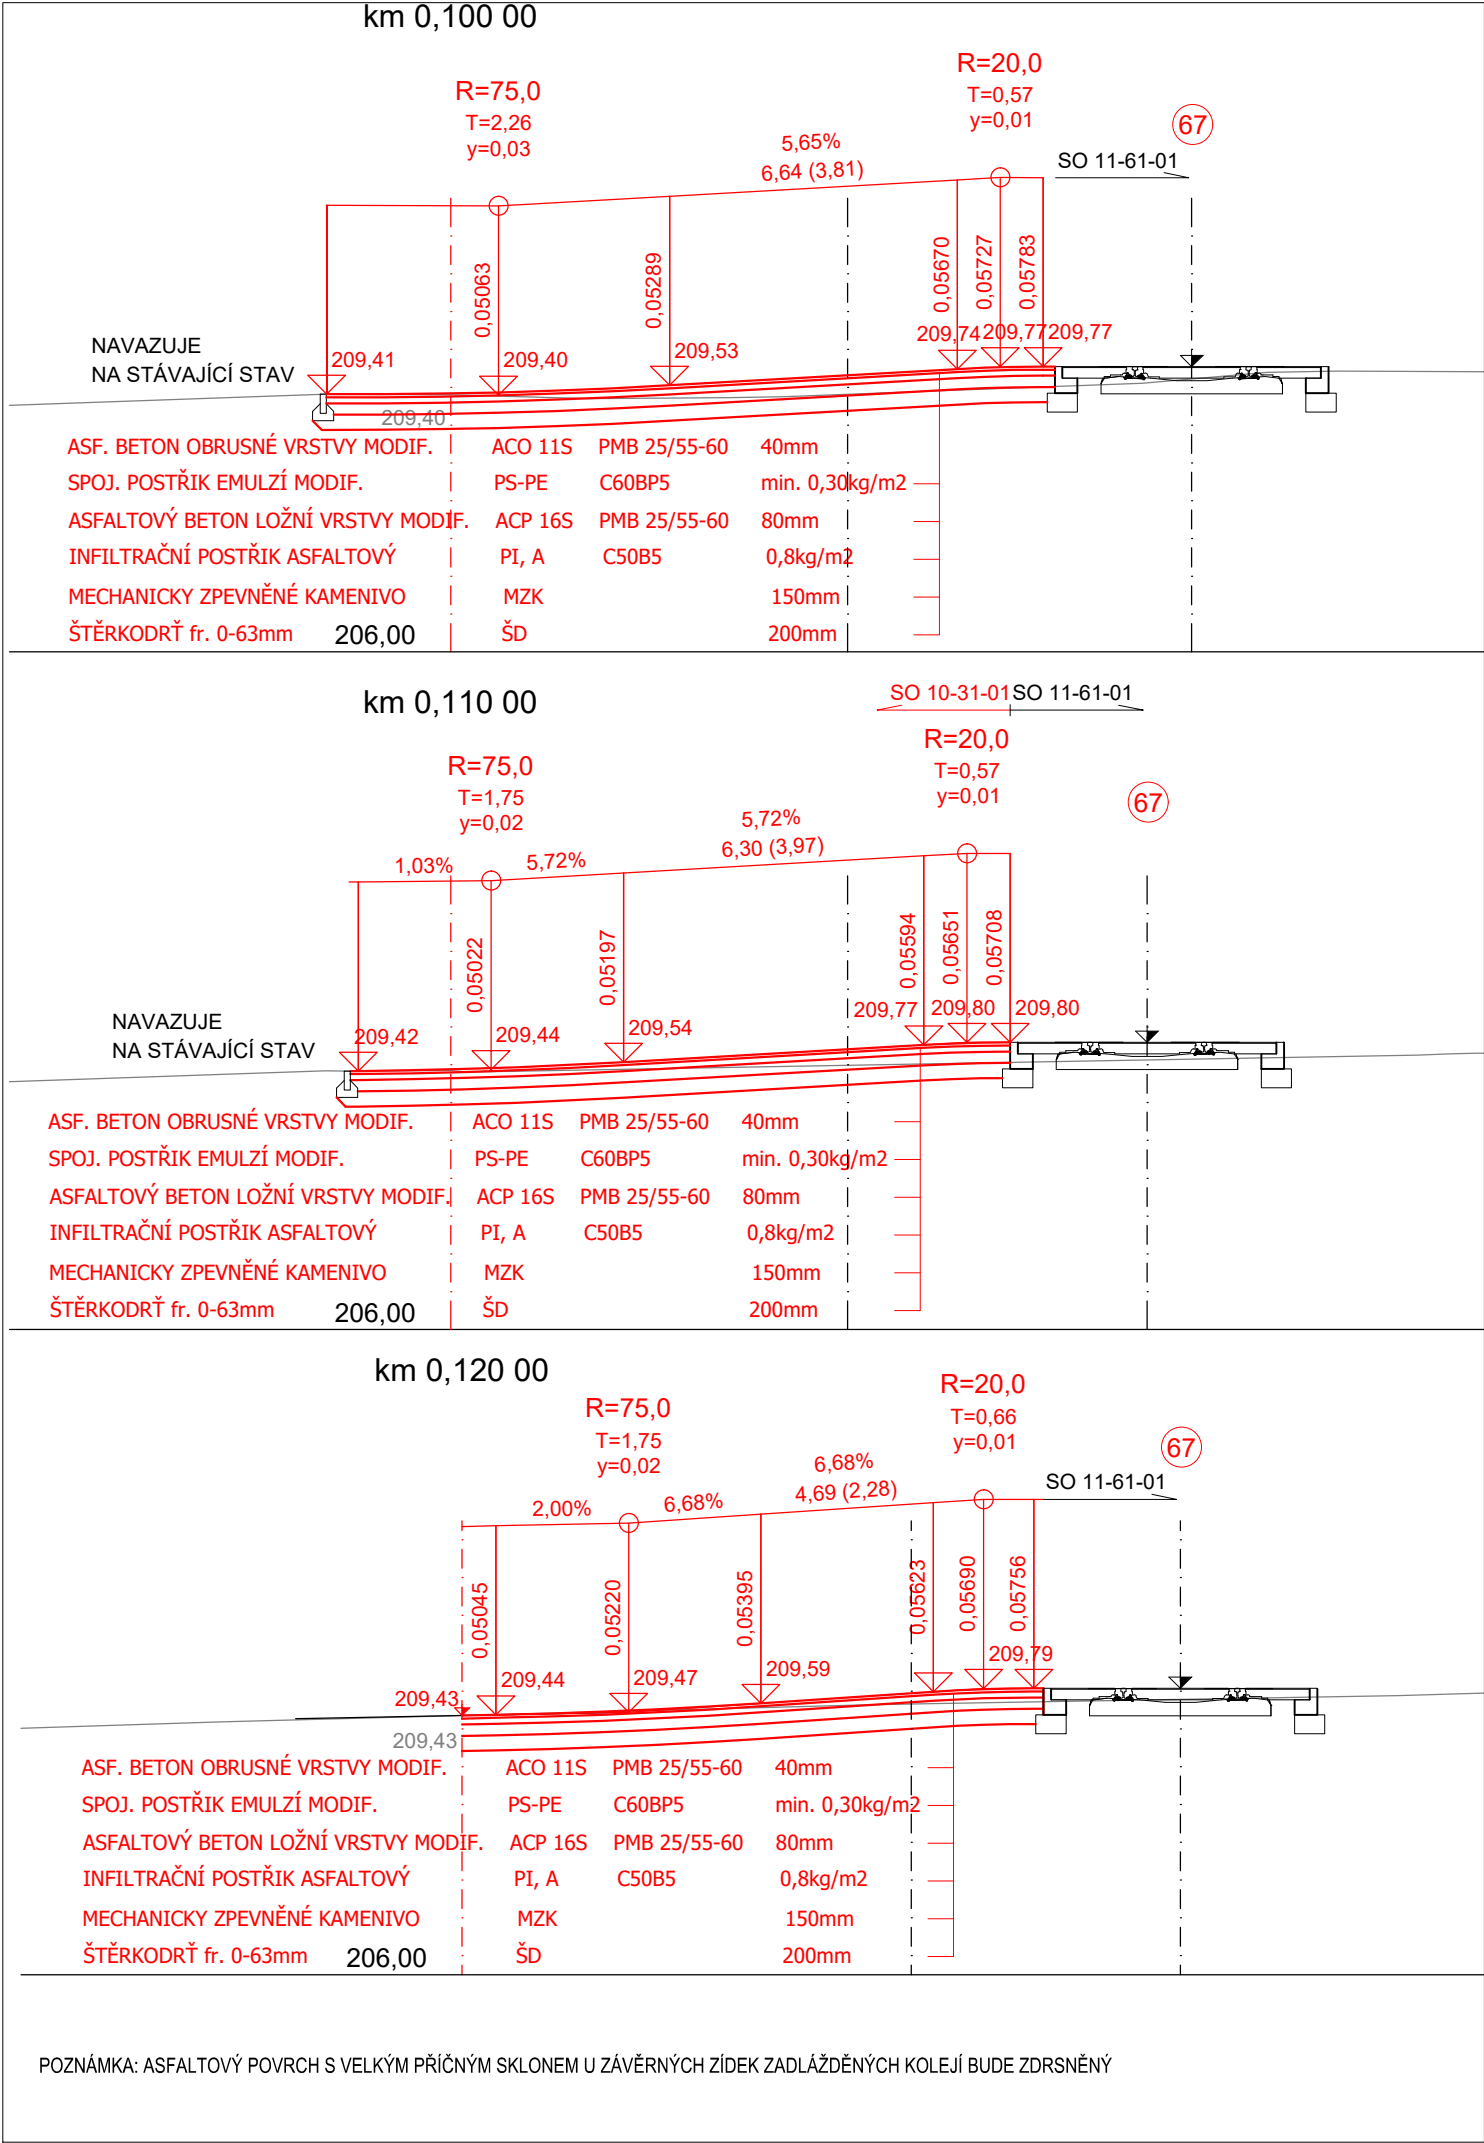 km 0,100 00
R=20,0
R=75,0
T=0,57
T=2,26
y=0,01
67
y=0,03
5,65%
6,64 (3,81)
SO 11-61-01
0,05063
0,05289
0,05670
0,05727
0,05783
NAVAZUJE
NA STÁVAJÍCÍ STAV
209,41
209,40
209,53
209,74
209,77
209,77
209,40
ASF. BETON OBRUSNÉ VRSTVY MODIF. ACO 11S PMB 25/55-60 40mm
SPOJ. POSTŘIK EMULZÍ MODIF. PS-PE C60BP5 min. 0,30kg/m2
ASFALTOVÝ BETON LOŽNÍ VRSTVY MODIF. ACP 16S PMB 25/55-60 80mm
INFILTRAČNÍ POSTŘIK ASFALTOVÝ PI, A C50B5 0,8kg/m2
MECHANICKY ZPEVNĚNÉ KAMENIVO MZK 150mm
ŠTĚRKODRŤ fr. 0-63mm 206,00 ŠD 200mm
km 0,110 00
SO 10-31-01 SO 11-61-01
R=75,0
R=20,0
T=1,75
T=0,57
y=0,02
y=0,01
67
1,03%
5,72%
5,72%
6,30 (3,97)
0,05022
0,05197
0,05594
0,05651
0,05708
NAVAZUJE
NA STÁVAJÍCÍ STAV
209,42
209,44
209,54
209,77
209,80
209,80
ASF. BETON OBRUSNÉ VRSTVY MODIF. ACO 11S PMB 25/55-60 40mm
SPOJ. POSTŘIK EMULZÍ MODIF. PS-PE C60BP5 min. 0,30kg/m2
ASFALTOVÝ BETON LOŽNÍ VRSTVY MODIF. ACP 16S PMB 25/55-60 80mm
INFILTRAČNÍ POSTŘIK ASFALTOVÝ PI, A C50B5 0,8kg/m2
MECHANICKY ZPEVNĚNÉ KAMENIVO MZK 150mm
ŠTĚRKODRŤ fr. 0-63mm 206,00 ŠD 200mm
km 0,120 00
R=75,0
R=20,0
T=1,75
T=0,66
y=0,02
y=0,01
67
2,00%
6,68%
6,68%
4,69 (2,28)
SO 11-61-01
0,05045
0,05220
0,05395
0,05623
0,05690
0,05756
209,43
209,44
209,47
209,59
209,79
209,43
ASF. BETON OBRUSNÉ VRSTVY MODIF. ACO 11S PMB 25/55-60 40mm
SPOJ. POSTŘIK EMULZÍ MODIF. PS-PE C60BP5 min. 0,30kg/m2
ASFALTOVÝ BETON LOŽNÍ VRSTVY MODIF. ACP 16S PMB 25/55-60 80mm
INFILTRAČNÍ POSTŘIK ASFALTOVÝ PI, A C50B5 0,8kg/m2
MECHANICKY ZPEVNĚNÉ KAMENIVO MZK 150mm
ŠTĚRKODRŤ fr. 0-63mm 206,00 ŠD 200mm
POZNÁMKA: ASFALTOVÝ POVRCH S VELKÝM PŘÍČNÝM SKLONEM U ZÁVĚRNÝCH ZÍDEK ZADLÁŽDĚNÝCH KOLEJÍ BUDE ZDRSNĚNÝ